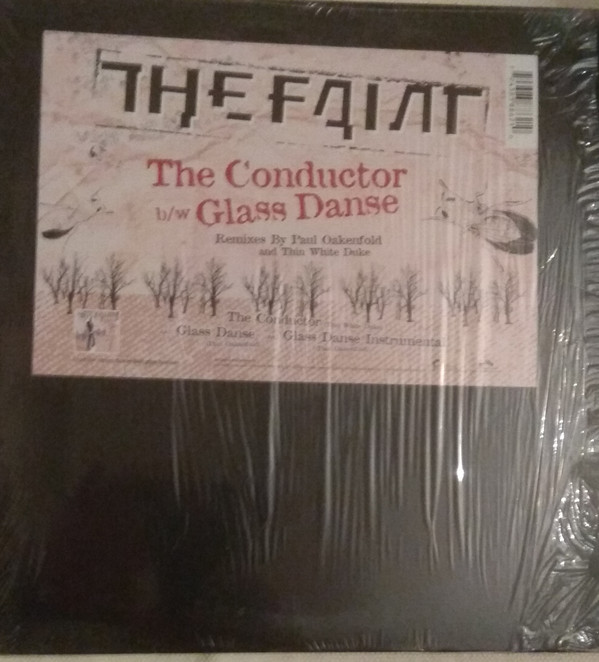 THE FAINT
The Conductor
b/w Glass Danse
Remixes By Paul Oakenfold
and Thin White Duke
The Conductor
Glass Danse Glass Danse Instrumental